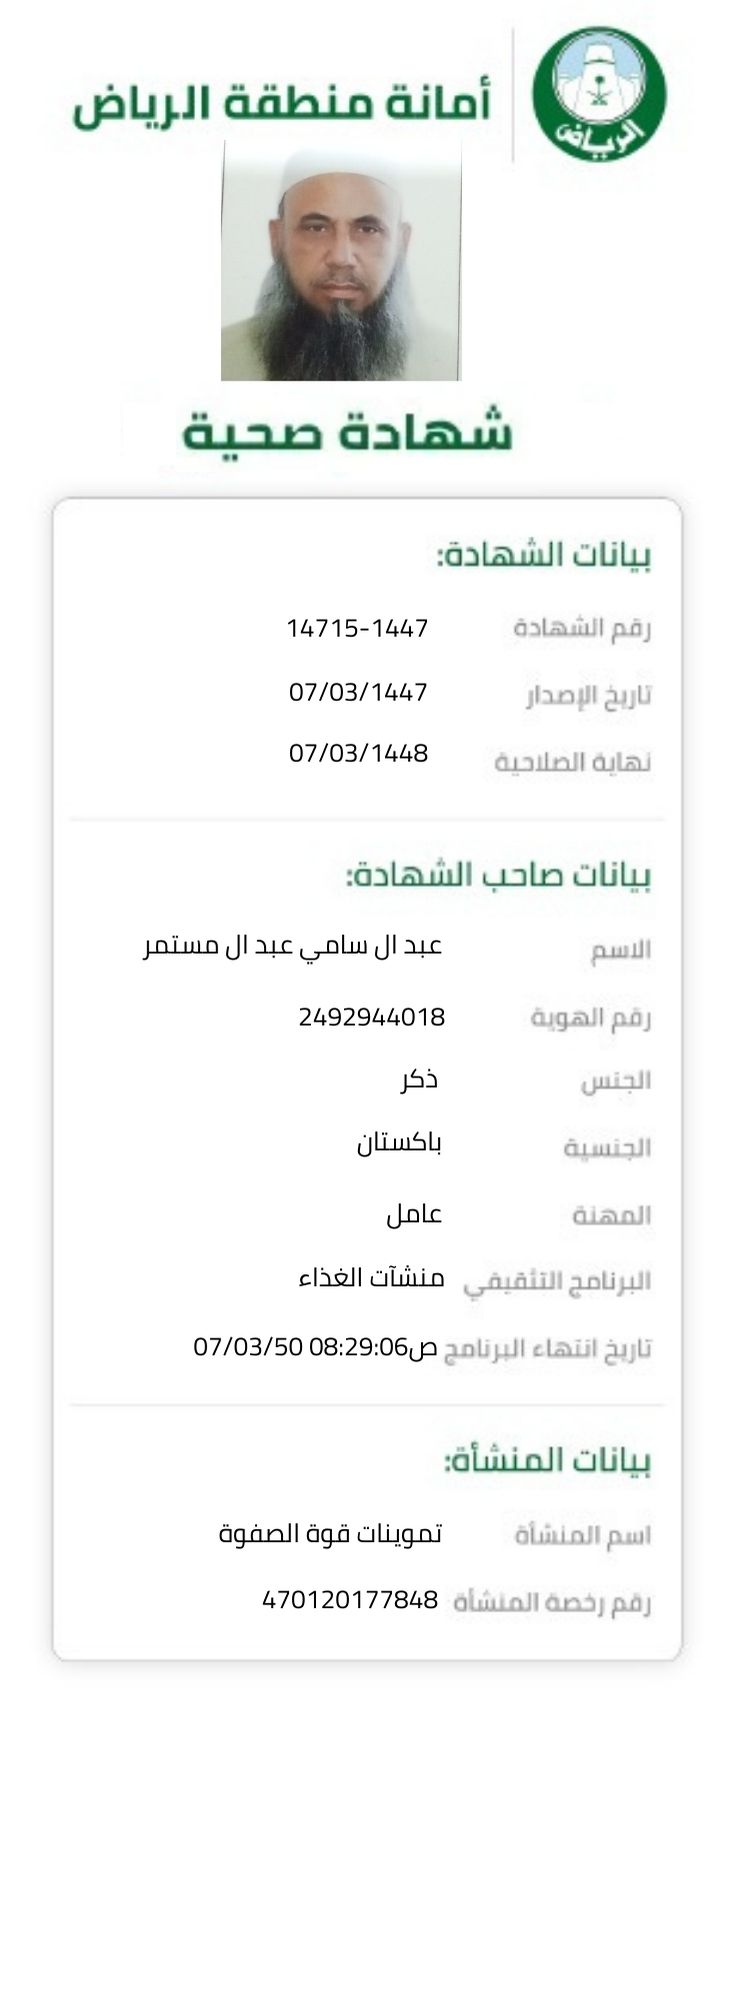 أمانة منطقة الرياض
الرياض
شهادة صحية
بيانات الشهادة:
رقم الشهادة 14715-1447
تاريخ الإصدار 07/03/1447
نهاية الصلاحية 07/03/1448
بيانات صاحب الشهادة:
الاسم عبد ال سامي عبد ال مستمر
رقم الهوية 2492944018
الجنس ذكر
الجنسية باكستان
المهنة عامل
البرنامج التثقيفي منشآت الغذاء
تاريخ انتهاء البرنامج ص08:29:06 07/03/50
بيانات المنشأة:
اسم المنشأة تموينات قوة الصفوة
رقم رخصة المنشأة 470120177848